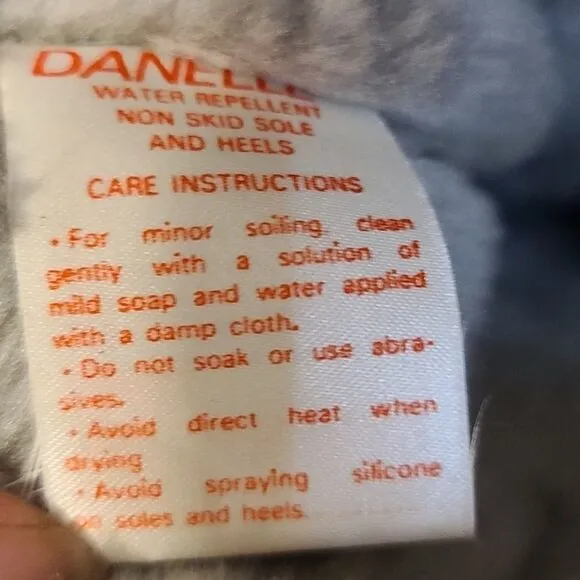 DANELLE
WATER REPELLENT
NON SKID SOLE
AND HEELS
CARE INSTRUCTIONS
• For minor soiling clean
gently with a solution of
mild soap and water applied
with a damp cloth.
• Do not soak or use abra-
sives.
• Avoid direct heat when
drying
• Avoid spraying silicone
on soles and heels.